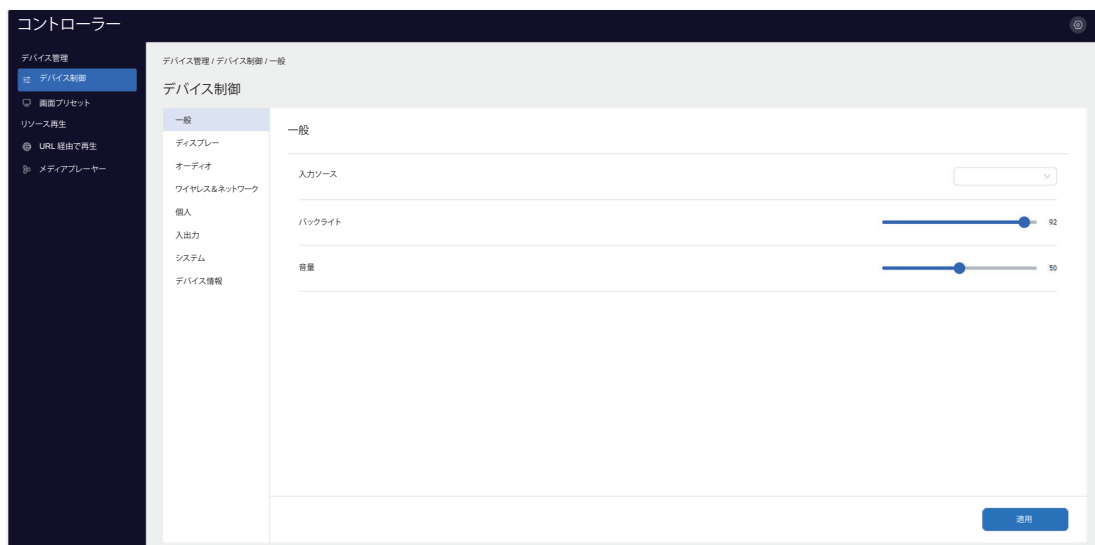 コントローラー
デバイス管理
デバイス制御
画面プリセット
リソース再生
URL 経由で再生
メディアプレーヤー
デバイス管理 / デバイス制御 / 一般
デバイス制御
一般
ディスプレー
オーディオ
ワイヤレス&ネットワーク
個人
入出力
システム
デバイス情報
一般
入力ソース
バックライト 92
音量 50
適用